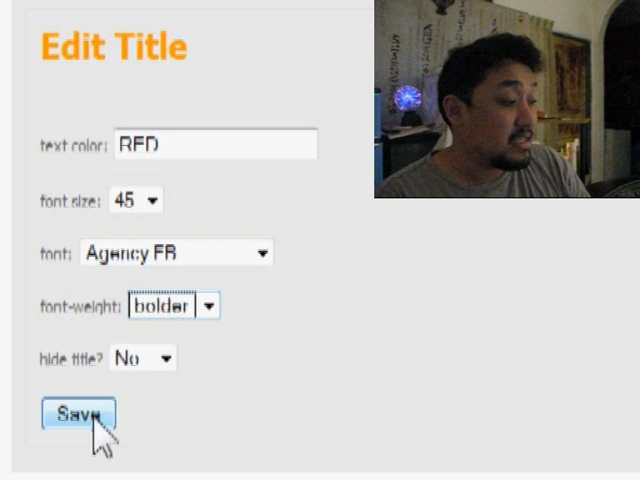 Edit Title
text color: RED
font size: 45
font: Agency FB
font-weight: bolder
hide title? No
Save